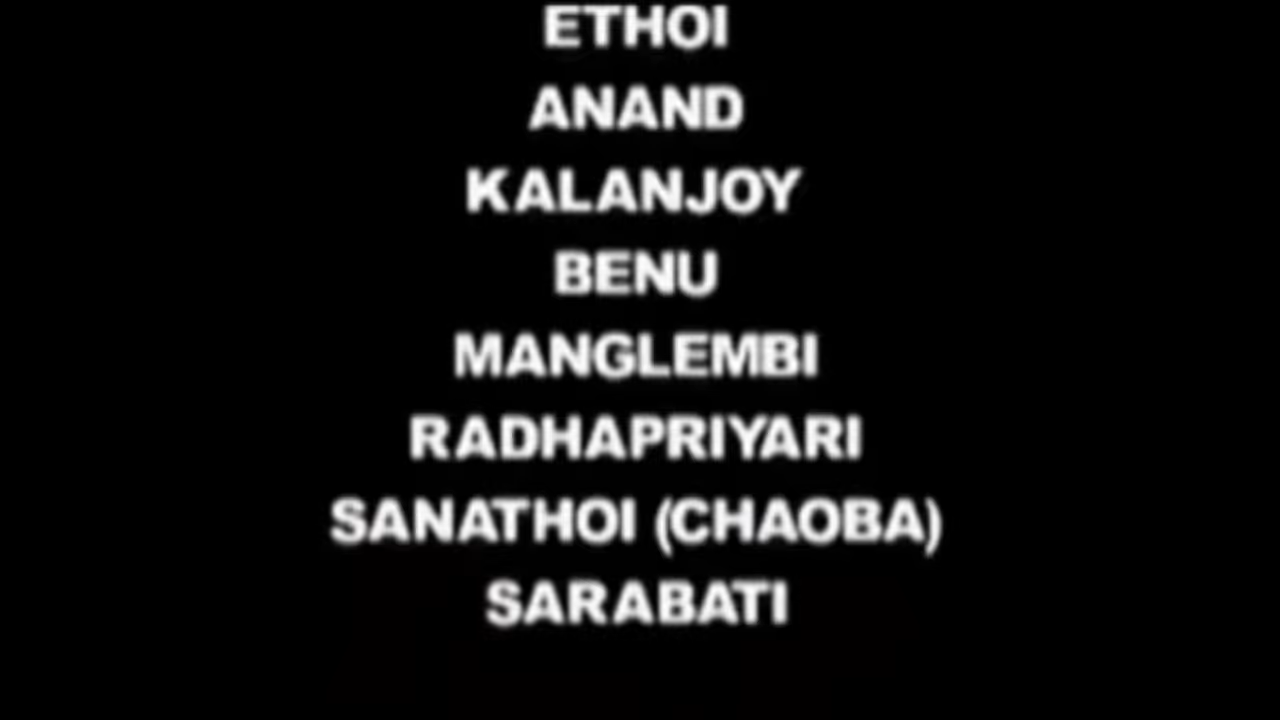 ETHOI
ANAND
KALANJOY
BENU
MANGLEMBI
RADHAPRIYARI
SANATHOI (CHAOBA)
SARABATI